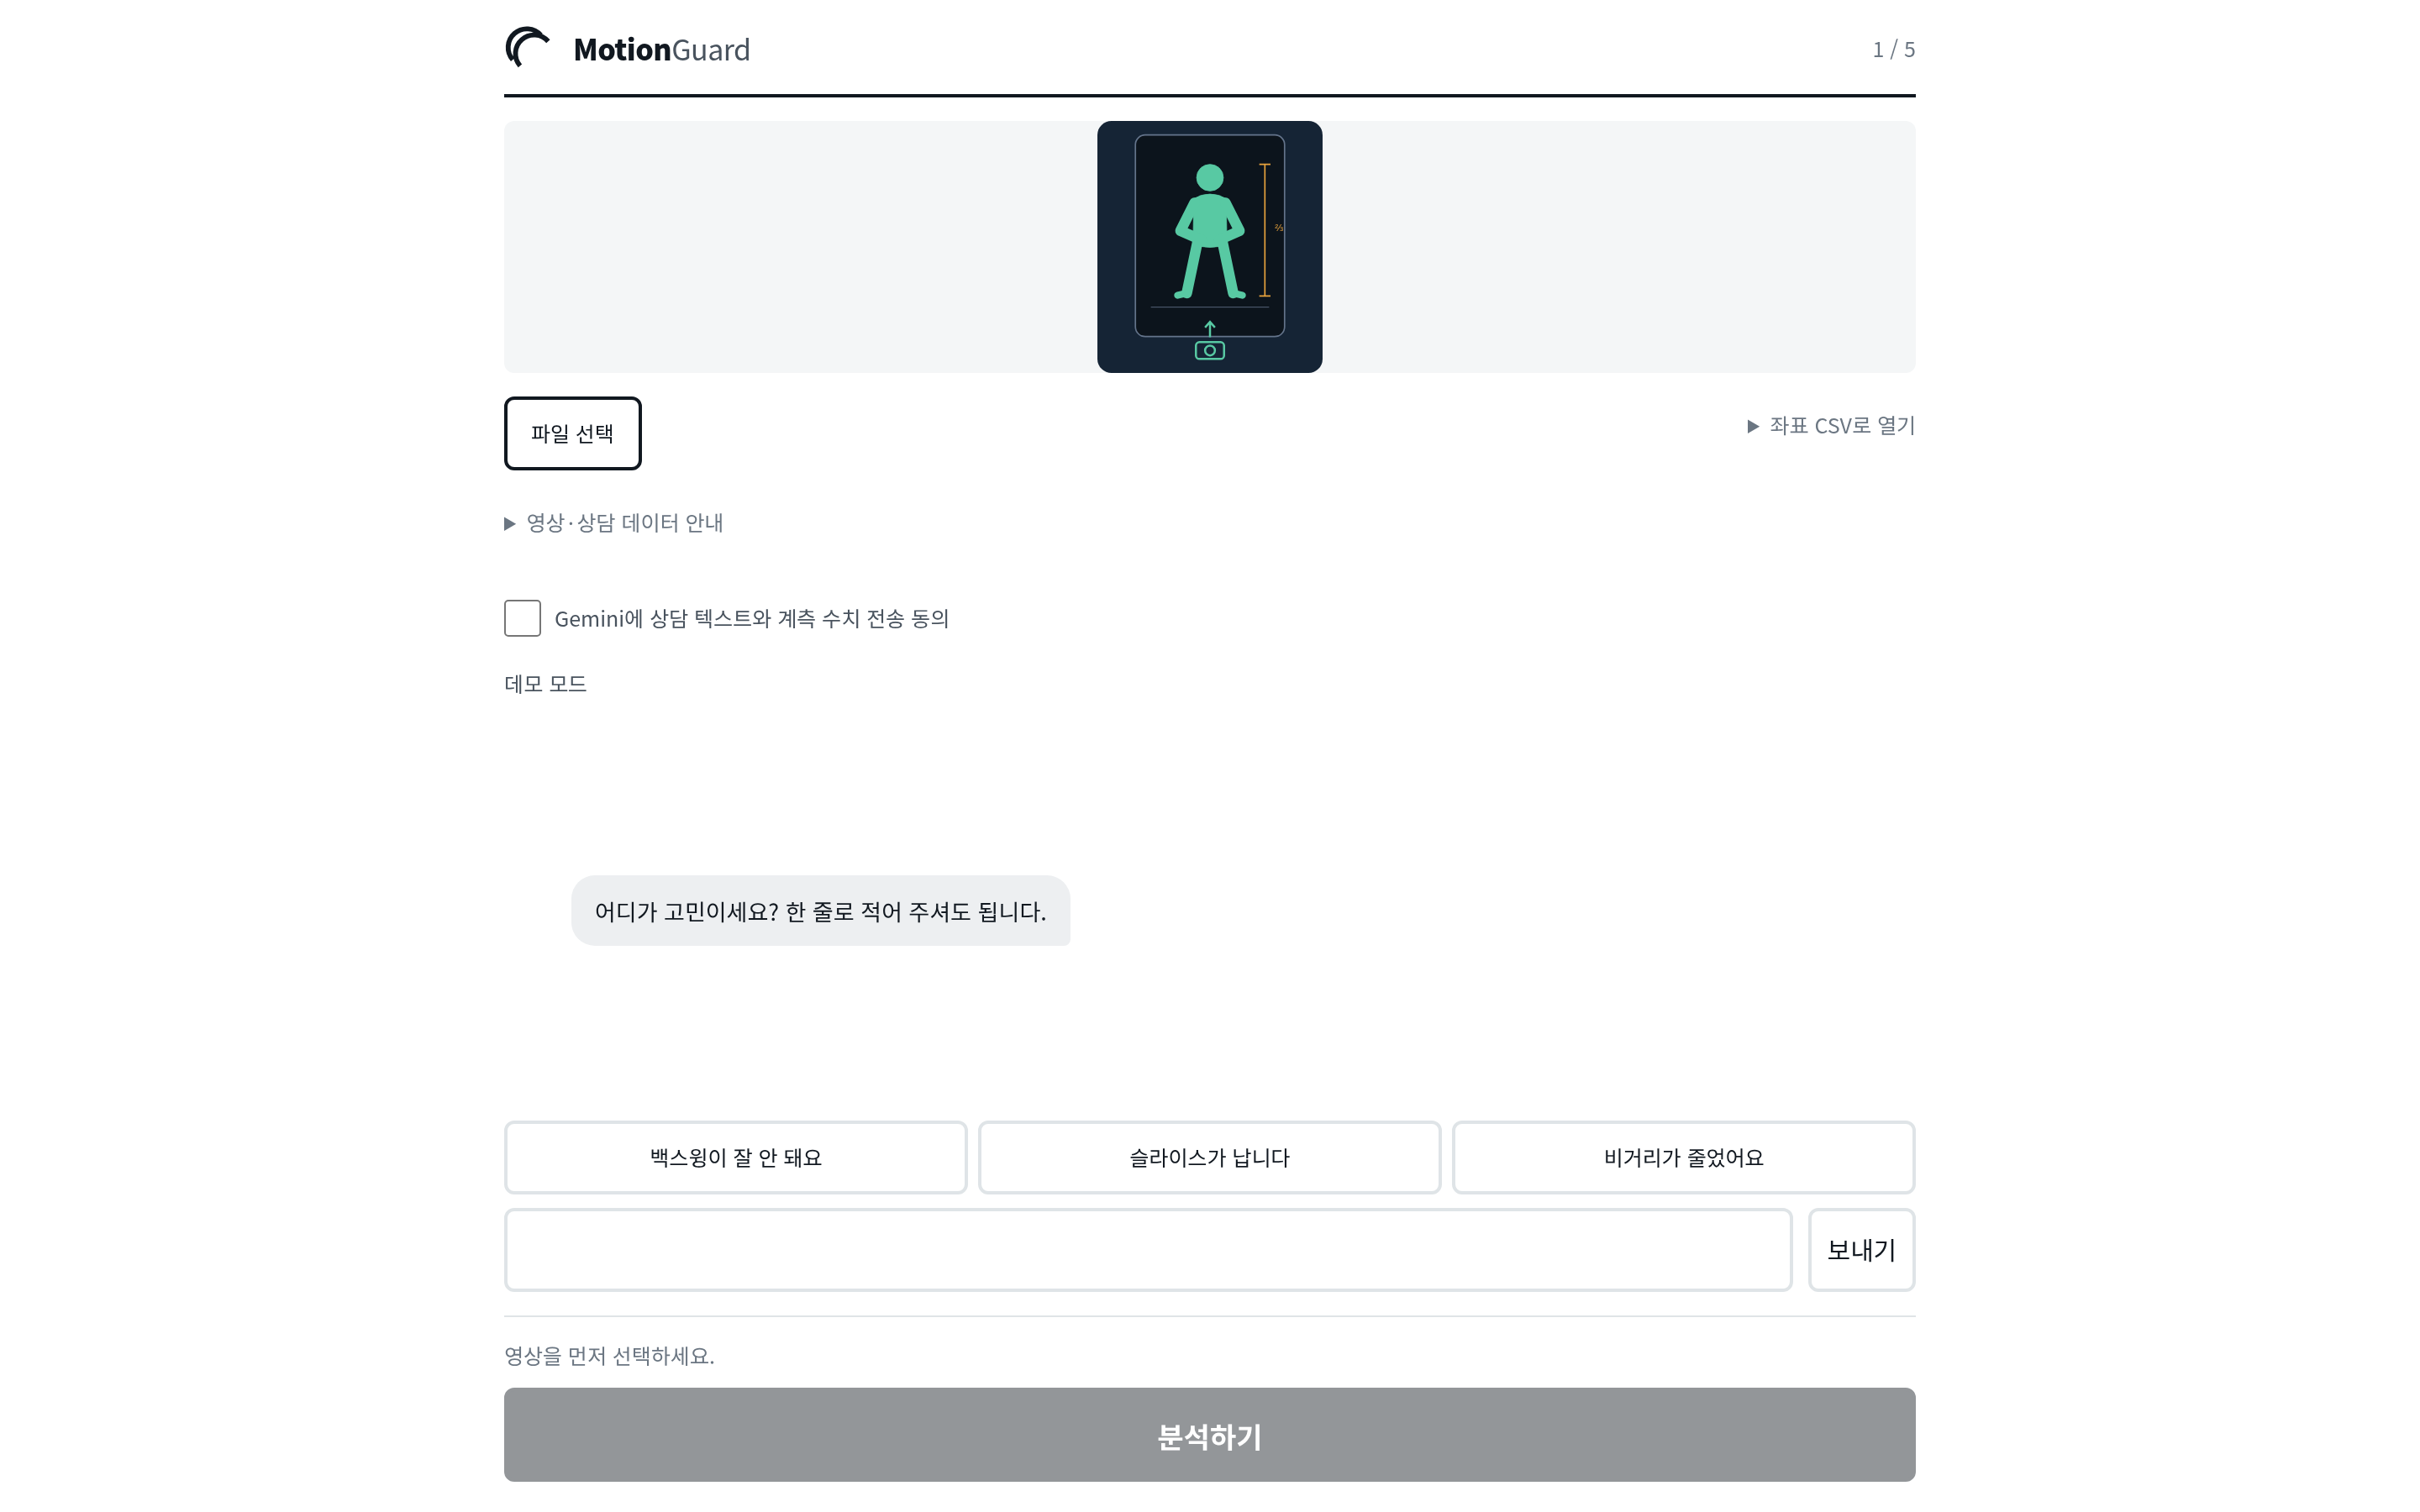 MotionGuard
1 / 5
⅔
파일 선택
▶ 좌표 CSV로 열기
▶ 영상·상담 데이터 안내
Gemini에 상담 텍스트와 계측 수치 전송 동의
데모 모드
어디가 고민이세요? 한 줄로 적어 주셔도 됩니다.
백스윙이 잘 안 돼요
슬라이스가 납니다
비거리가 줄었어요
보내기
영상을 먼저 선택하세요.
분석하기